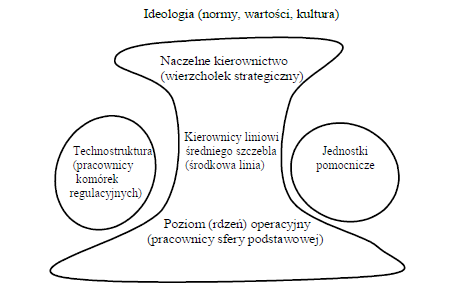 Ideologia (normy, wartości, kultura)
Naczelne kierownictwo
(wierzchołek strategiczny)
Technostruktura
(pracownicy
komórek
regulacyjnych)
Kierownicy liniowi
średniego szczebla
(środkowa linia)
Jednostki
pomocnicze
Poziom (rdzeń) operacyjny
(pracownicy sfery podstawowej)